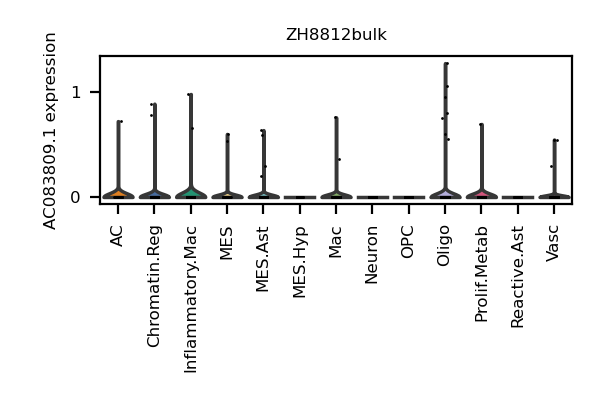 ZH8812bulk
AC083809.1 expression
1
0
AC
Chromatin.Reg
Inflammatory.Mac
MES
MES.Ast
MES.Hyp
Mac
Neuron
OPC
Oligo
Prolif.Metab
Reactive.Ast
Vasc